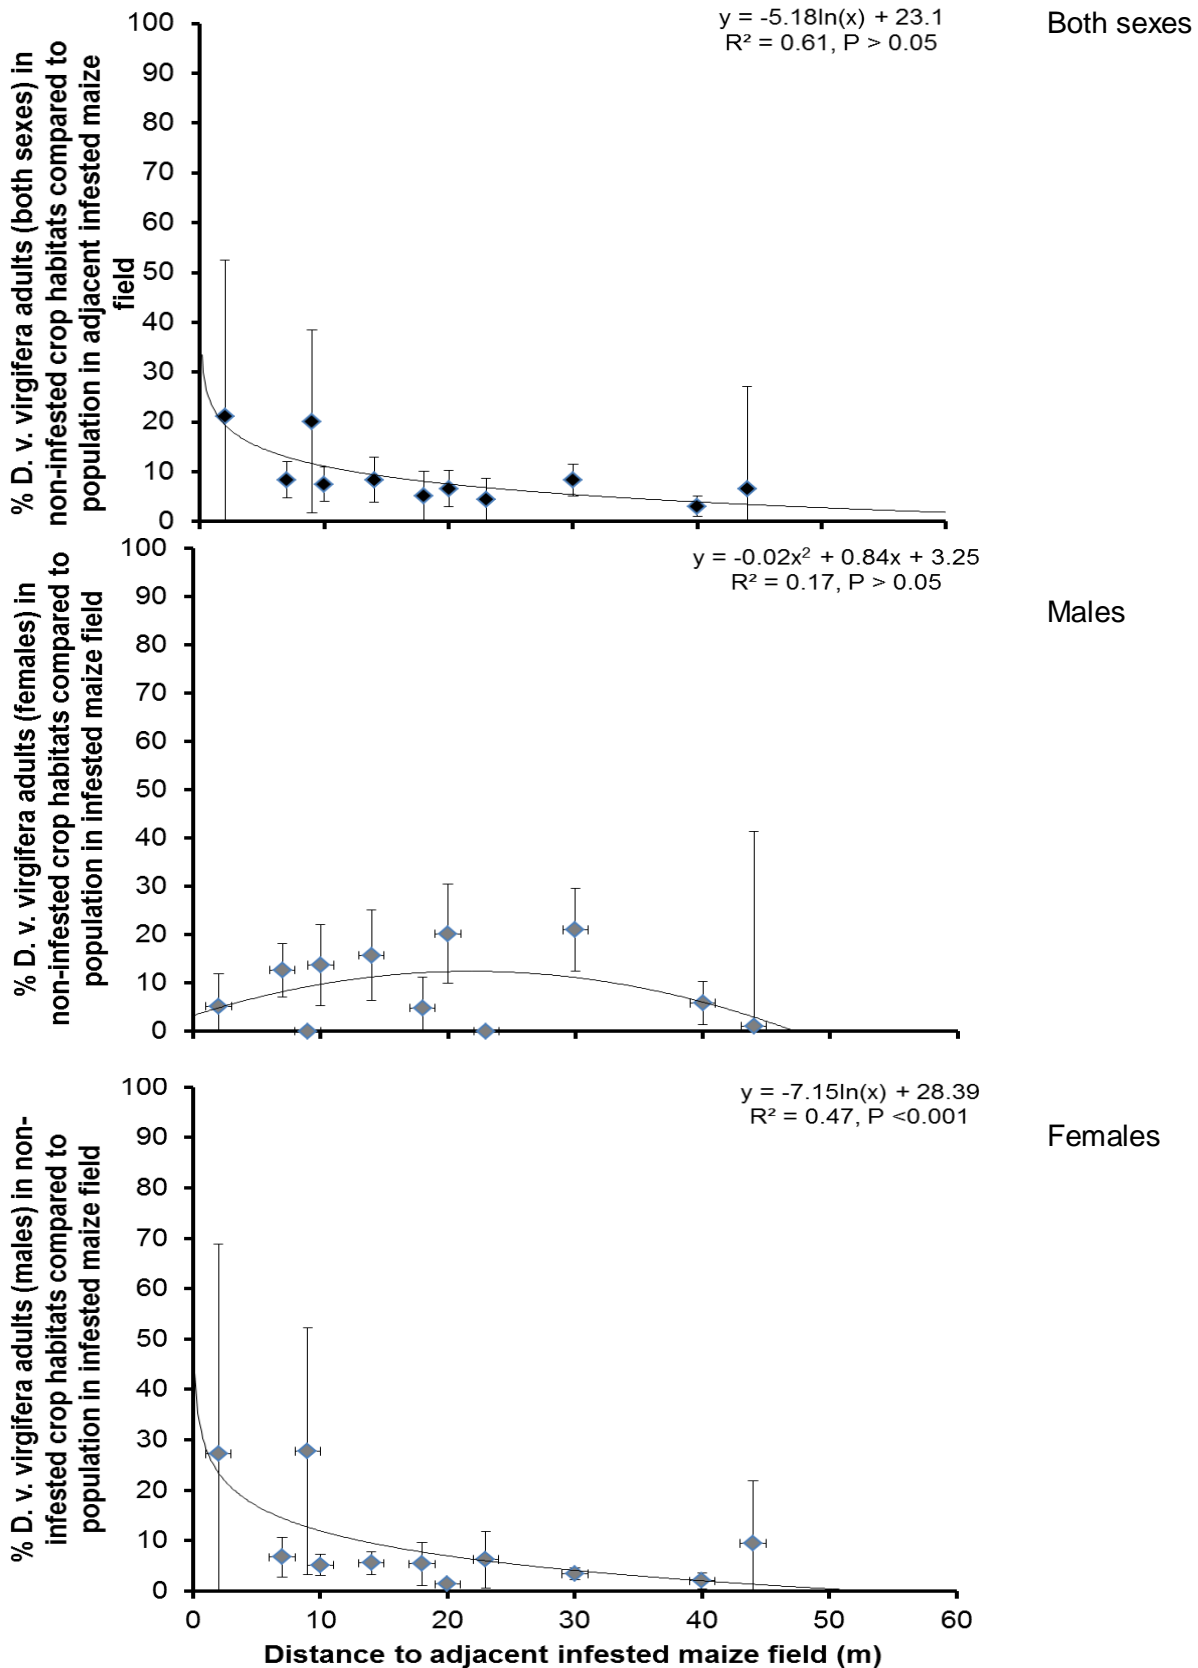 % D. v. virgifera adults (both sexes) in
non-infested crop habitats compared to
population in adjacent infested maize
field
100
90
80
70
60
50
40
30
20
10
0
y = -5.18ln(x) + 23.1
R² = 0.61, P > 0.05
Both sexes
% D. v. virgifera adults (females) in
non-infested crop habitats compared to
population in infested maize field
100
90
80
70
60
50
40
30
20
10
0
y = -0.02x² + 0.84x + 3.25
R² = 0.17, P > 0.05
Males
% D. v. virgifera adults (males) in non-
infested crop habitats compared to
population in infested maize field
100
90
80
70
60
50
40
30
20
10
0
y = -7.15ln(x) + 28.39
R² = 0.47, P <0.001
Females
0 10 20 30 40 50 60
Distance to adjacent infested maize field (m)